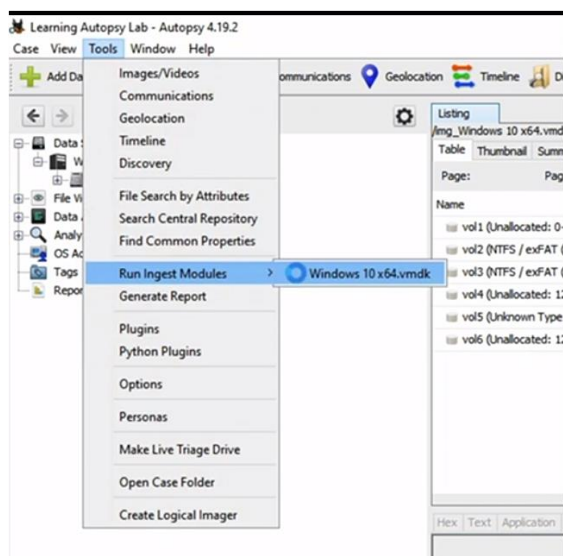 Learning Autopsy Lab - Autopsy 4.19.2
Case View Tools Window Help
Add Da
ommunications Geolocation Timeline D
Images/Videos
Communications
Geolocation
Timeline
Discovery
File Search by Attributes
Search Central Repository
Find Common Properties
Run Ingest Modules > Windows 10 x64.vmdk
Generate Report
Plugins
Python Plugins
Options
Personas
Make Live Triage Drive
Open Case Folder
Create Logical Imager
Data S
W
File Vi
Data
Analy
OS Ac
Tags
Repor
Listing
/img_Windows 10 x64.vmd
Table Thumbnail Summ
Page: Pag
Name
vol1 (Unallocated: 0-
vol2 (NTFS / exFAT (
vol3 (NTFS / exFAT (
vol4 (Unallocated: 12
vol5 (Unknown Type
vol6 (Unallocated: 12
Hex Text Application